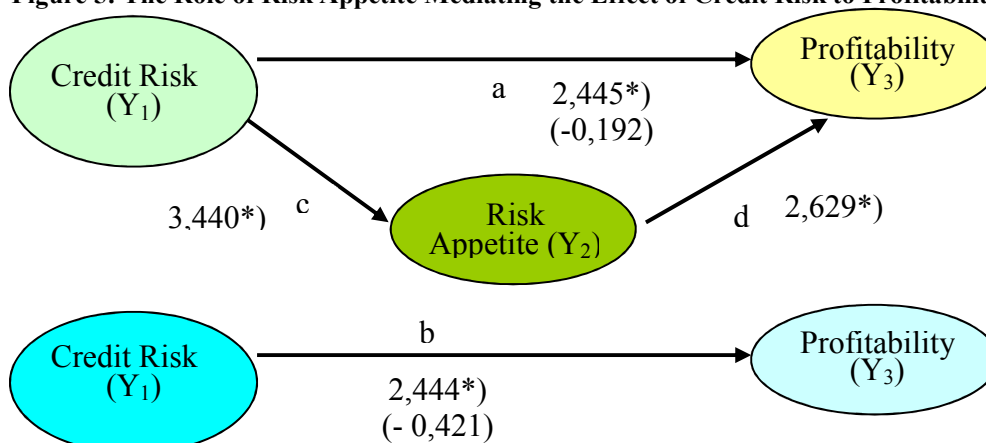 Figure 3. The Role of Risk Appetite Mediating the Effect of Credit Risk to Profitabili
Credit Risk
(Y1)
a
2,445*)
(-0,192)
Profitability
(Y3)
3,440*)
c
Risk
Appetite (Y2)
d
2,629*)
Credit Risk
(Y1)
b
2,444*)
(- 0,421)
Profitability
(Y3)